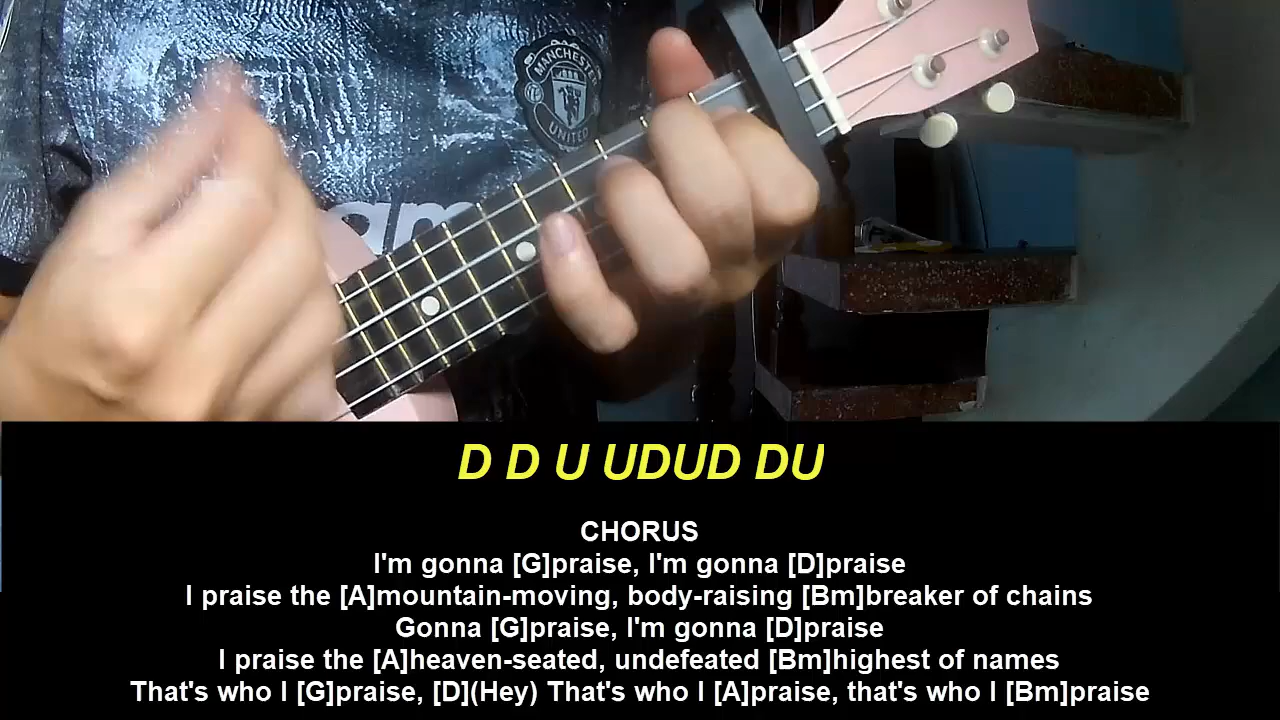 MANCHESTER
UNITED
am
D D U UDUD DU
CHORUS
I'm gonna [G]praise, I'm gonna [D]praise
I praise the [A]mountain-moving, body-raising [Bm]breaker of chains
Gonna [G]praise, I'm gonna [D]praise
I praise the [A]heaven-seated, undefeated [Bm]highest of names
That's who I [G]praise, [D](Hey) That's who I [A]praise, that's who I [Bm]praise